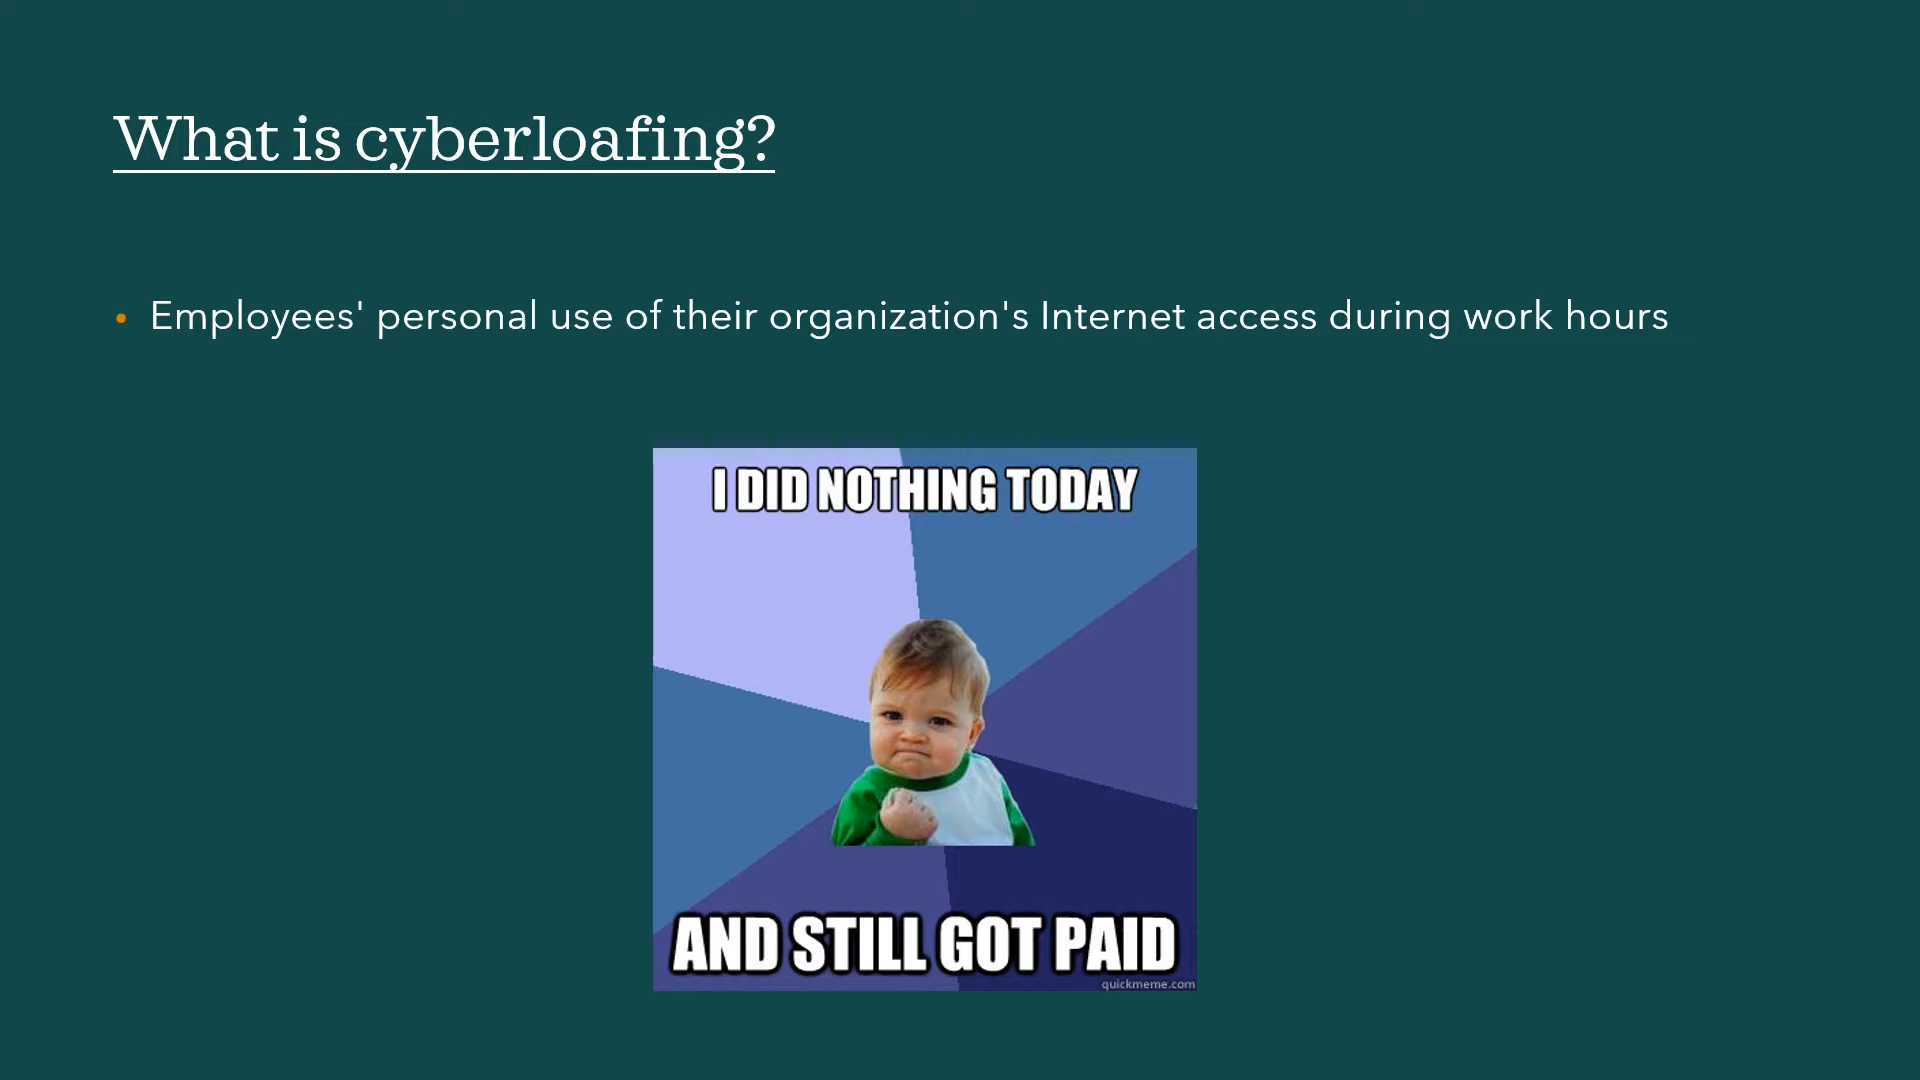 What is cyberloafing?
• Employees' personal use of their organization's Internet access during work hours
I DID NOTHING TODAY
AND STILL GOT PAID
quickmeme.com